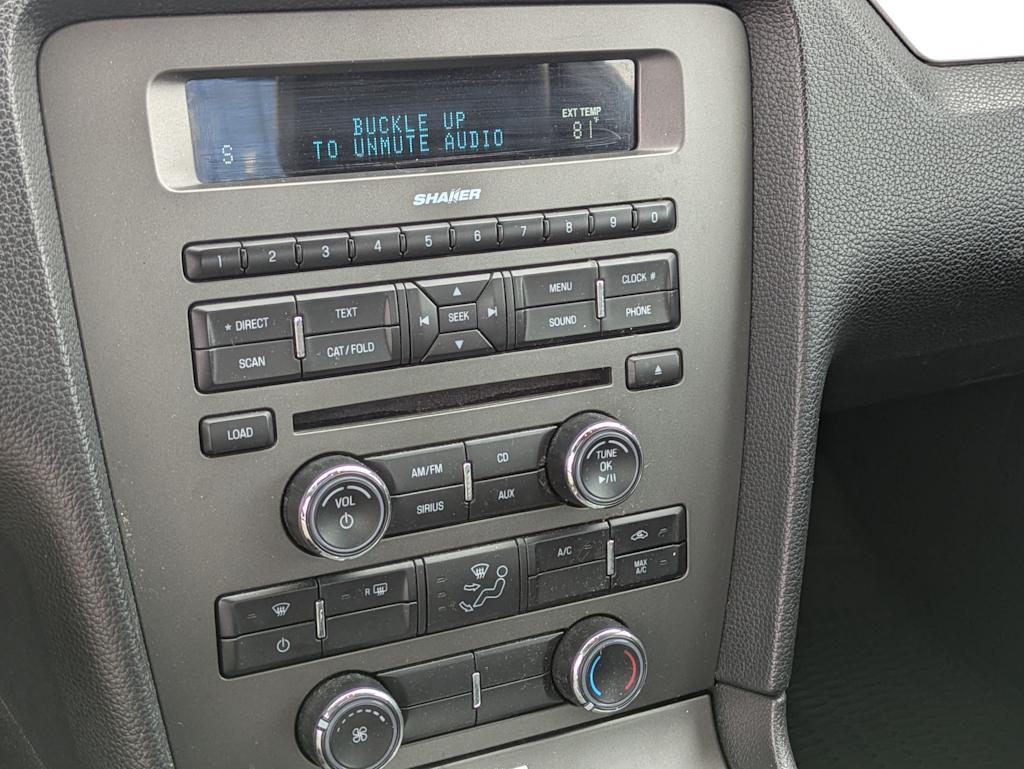 BUCKLE UP
TO UNMUTE AUDIO
S
EXT TEMP
81°F
SHAKER
1 2 3 4 5 6 7 8 9 0
* DIRECT
TEXT
SCAN
CAT/FOLD
SEEK
MENU
CLOCK #
SOUND
PHONE
LOAD
VOL
AM/FM
CD
SIRIUS
AUX
TUNE
OK
R
A/C
MAX
A/C